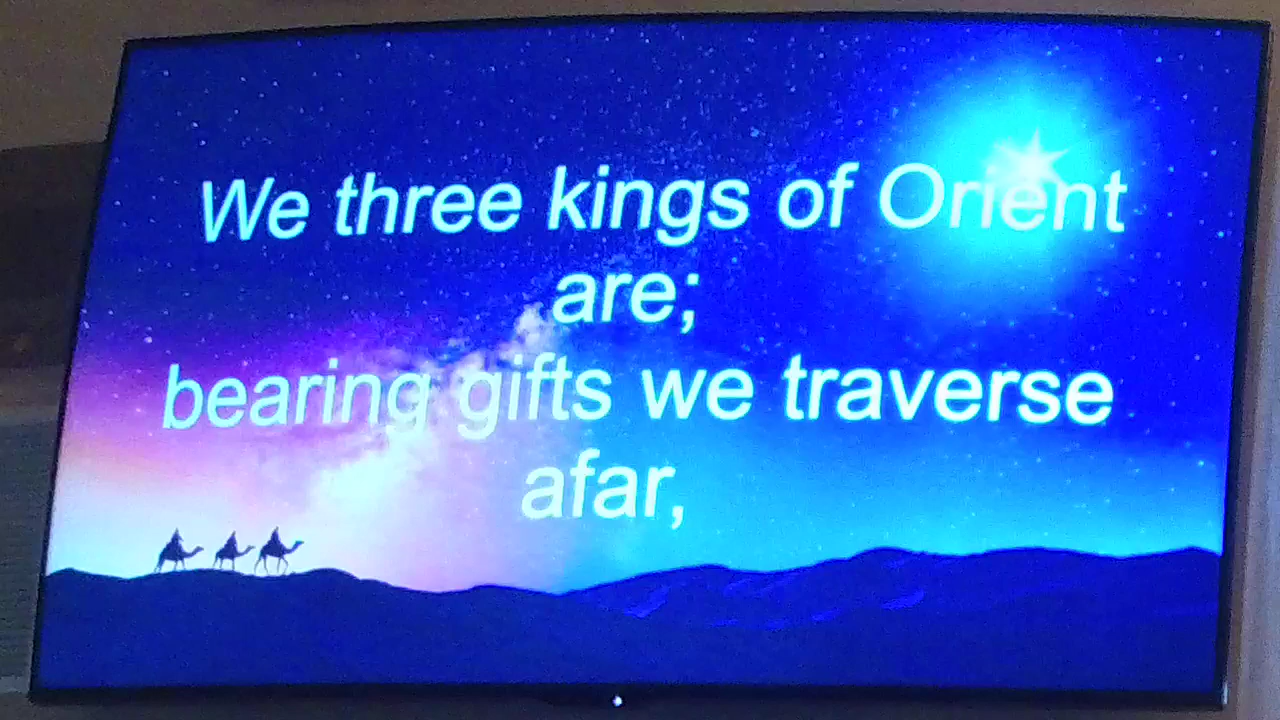 We three kings of Orient
are;
bearing gifts we traverse
afar,